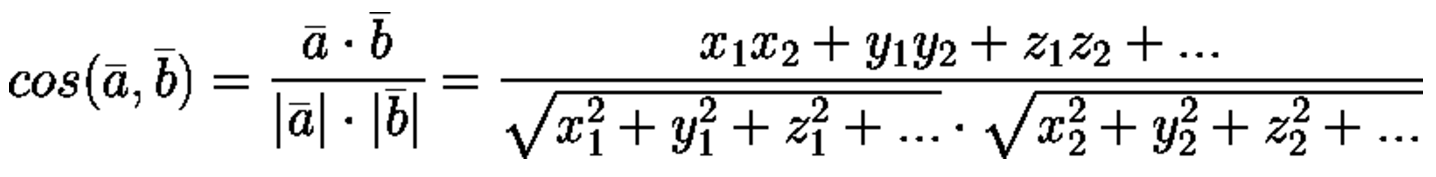 cos(a̅, b̅) = (a̅ · b̅) / (|a̅| · |b̅|) = (x₁x₂ + y₁y₂ + z₁z₂ + ...) / (√(x₁² + y₁² + z₁² + ...) · √(x₂² + y₂² + z₂² + ...))